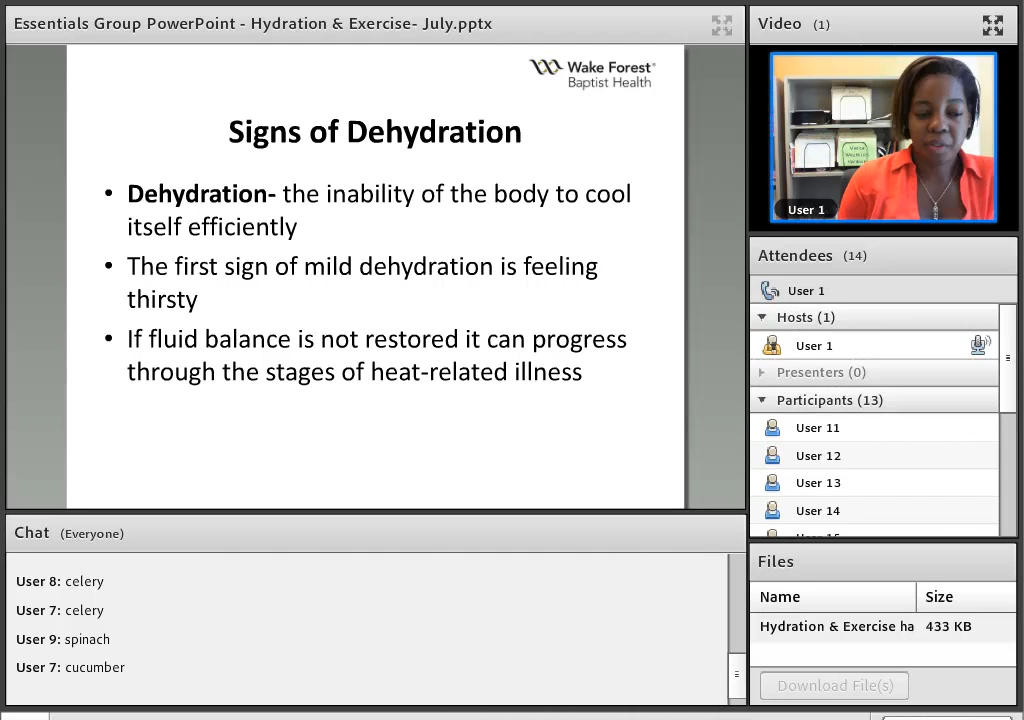 Essentials Group PowerPoint - Hydration & Exercise- July.pptx
Wake Forest®
Baptist Health
Signs of Dehydration
• Dehydration- the inability of the body to cool
itself efficiently
• The first sign of mild dehydration is feeling
thirsty
• If fluid balance is not restored it can progress
through the stages of heat-related illness
Chat (Everyone)
User 8: celery
User 7: celery
User 9: spinach
User 7: cucumber
Video (1)
User 1
Attendees (14)
User 1
Hosts (1)
User 1
Presenters (0)
Participants (13)
User 11
User 12
User 13
User 14
Files
Name Size
Hydration & Exercise ha 433 KB
Download File(s)